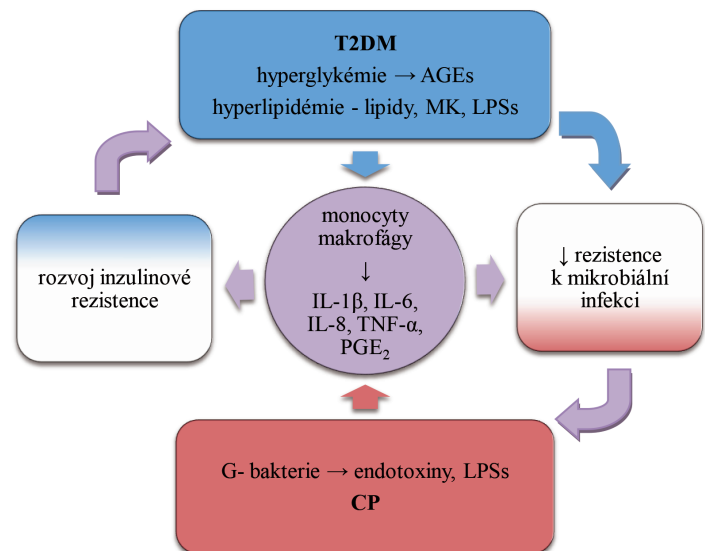 T2DM
hyperglykémie → AGEs
hyperlipidémie - lipidy, MK, LPSs
monocyty
makrofágy
↓
IL-1β, IL-6,
IL-8, TNF-α,
PGE₂
rozvoj inzulinové
rezistence
↓ rezistence
k mikrobiální
infekci
G- bakterie → endotoxiny, LPSs
CP